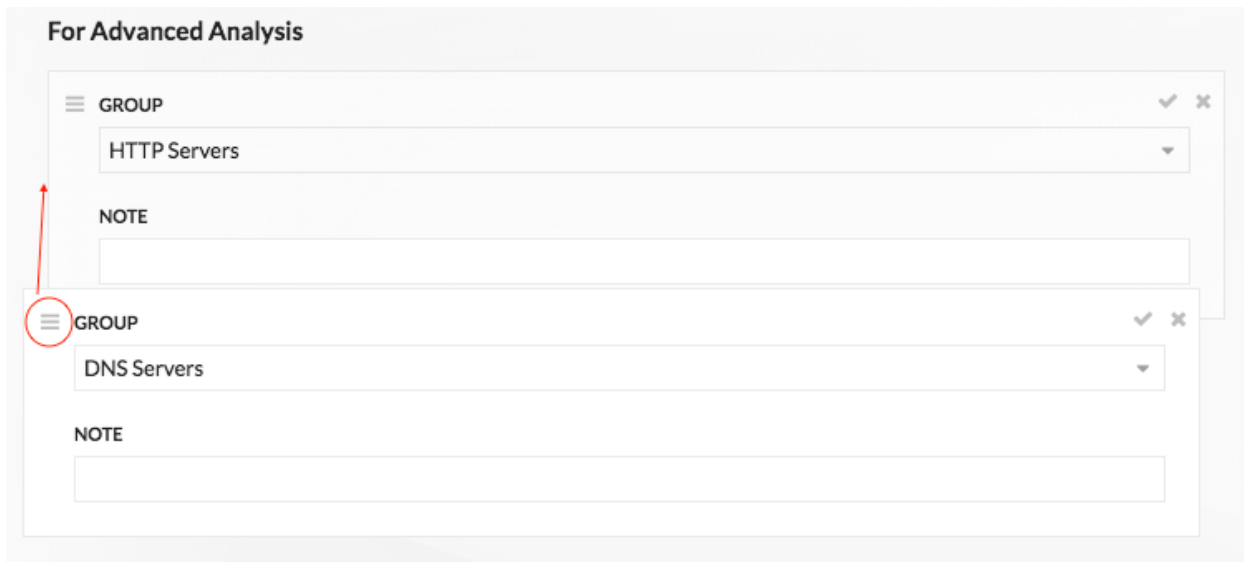 For Advanced Analysis
GROUP
HTTP Servers
NOTE
GROUP
DNS Servers
NOTE